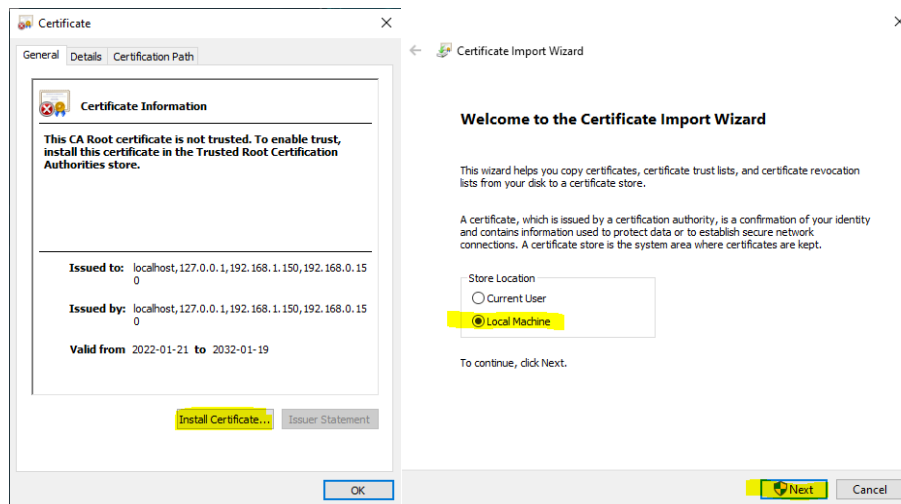 Certificate
General Details Certification Path
Certificate Information
This CA Root certificate is not trusted. To enable trust,
install this certificate in the Trusted Root Certification
Authorities store.
Issued to: localhost,127.0.0.1,192.168.1.150,192.168.0.15
0
Issued by: localhost,127.0.0.1,192.168.1.150,192.168.0.15
0
Valid from 2022-01-21 to 2032-01-19
Install Certificate... Issuer Statement
OK
Certificate Import Wizard
Welcome to the Certificate Import Wizard
This wizard helps you copy certificates, certificate trust lists, and certificate revocation
lists from your disk to a certificate store.
A certificate, which is issued by a certification authority, is a confirmation of your identity
and contains information used to protect data or to establish secure network
connections. A certificate store is the system area where certificates are kept.
Store Location
Current User
Local Machine
To continue, click Next.
Next Cancel